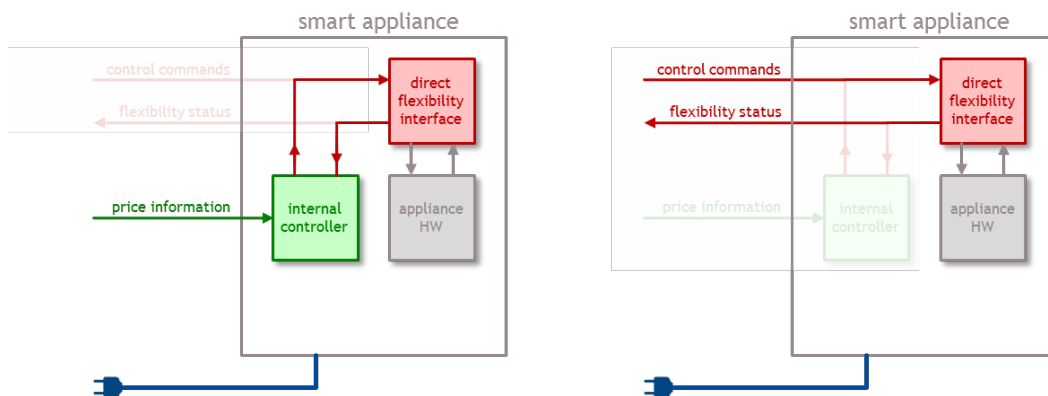 smart appliance
control commands
direct
flexibility
interface
flexibility status
price information
internal
controller
appliance
HW
smart appliance
control commands
direct
flexibility
interface
flexibility status
price information
internal
controller
appliance
HW